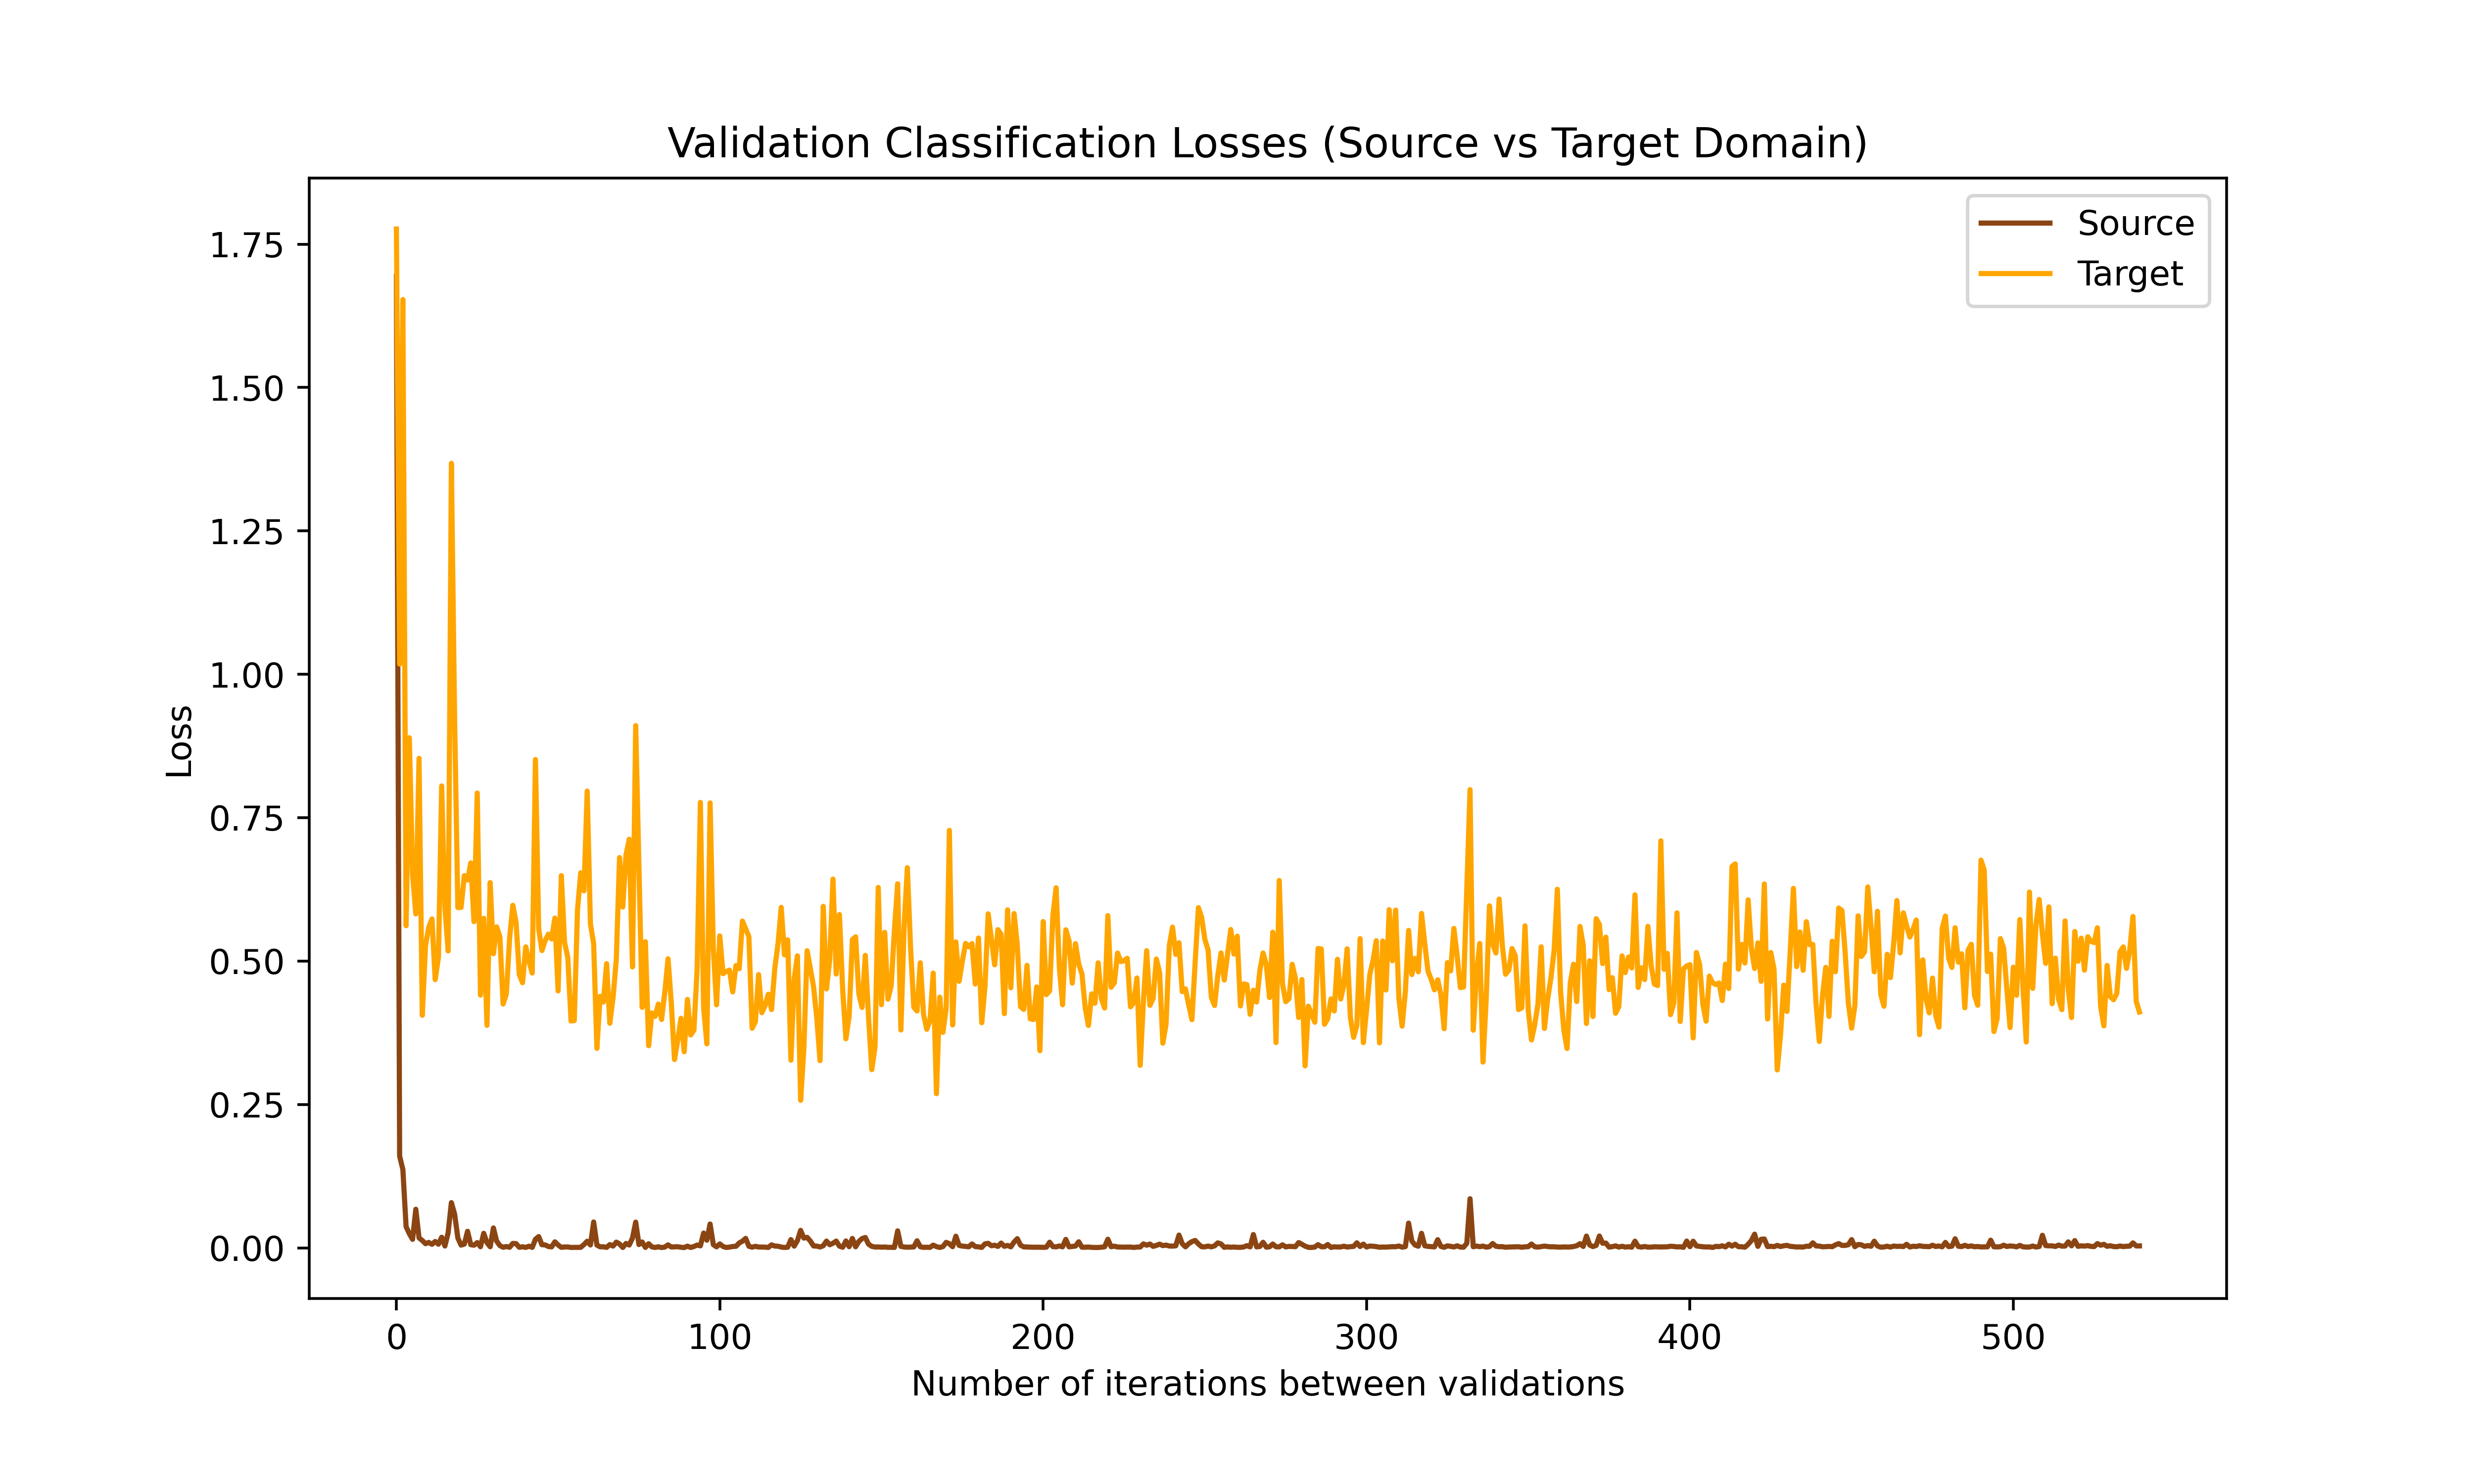 Validation Classification Losses (Source vs Target Domain)
Source
Target
1.75
1.50
1.25
1.00
0.75
0.50
0.25
0.00
Loss
0 100 200 300 400 500
Number of iterations between validations